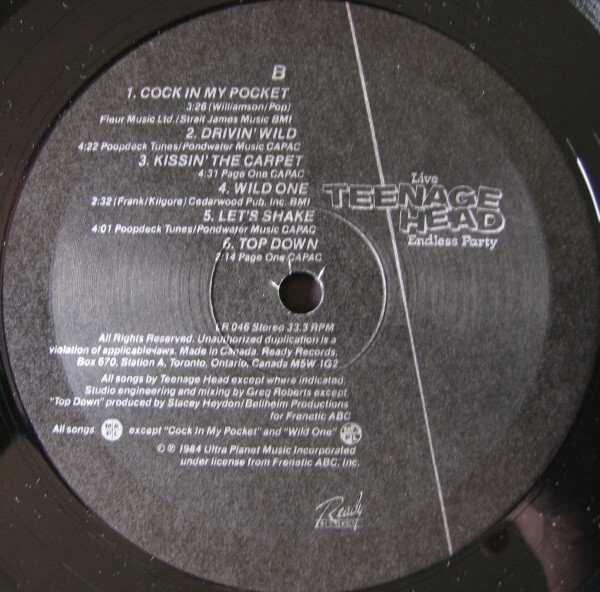 B
1. COCK IN MY POCKET
3:26 (Williamson/Pop)
Fleur Music Ltd./Strait James Music BMI
2. DRIVIN' WILD
4:22 Poopdeck Tunes/Pondwater Music CAPAC
3. KISSIN' THE CARPET
4:31 Page One CAPAC
4. WILD ONE
2:32 (Frank/Kilgore) Cedarwood Pub. Inc. BMI
5. LET'S SHAKE
4:01 Poopdeck Tunes/Pondwater Music CAPAC
6. TOP DOWN
2:14 Page One CAPAC
Live
TEENAGE
HEAD
Endless Party
LR 046 Stereo 33.3 RPM
All Rights Reserved. Unauthorized duplication is a
violation of applicable laws. Made in Canada. Ready Records,
Box 670, Station A, Toronto, Ontario, Canada M5W 1G2
All songs by Teenage Head except where indicated.
Studio engineering and mixing by Greg Roberts except
"Top Down" produced by Stacey Heydon/Bellheim Productions
for Frenetic ABC
All songs MAPL except "Cock In My Pocket" and "Wild One" MAPL
© ℗ 1984 Ultra Planet Music Incorporated
under license from Frenetic ABC, Inc.
Ready
RECORDS